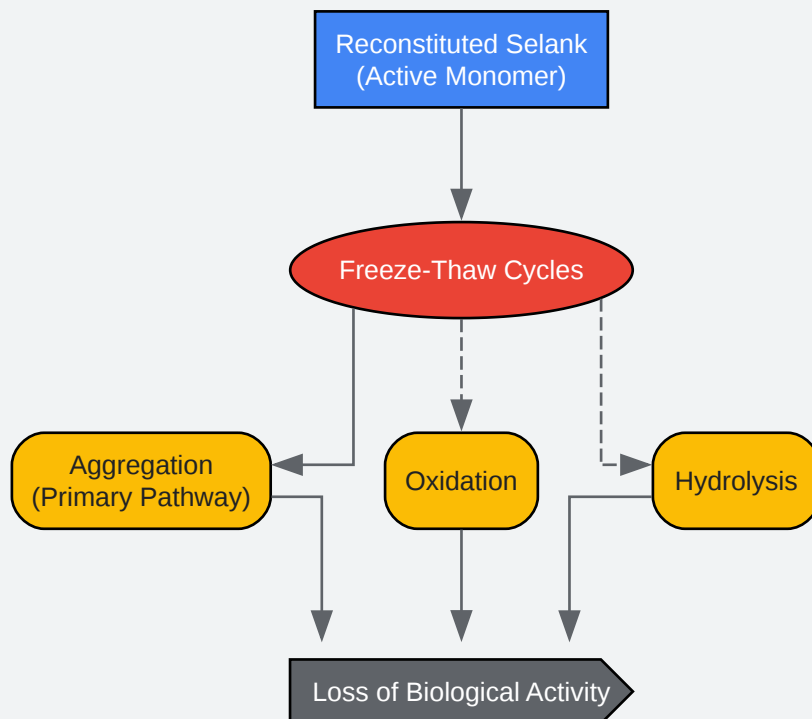 Reconstituted Selank
(Active Monomer)
Freeze-Thaw Cycles
Aggregation
(Primary Pathway)
Oxidation
Hydrolysis
Loss of Biological Activity